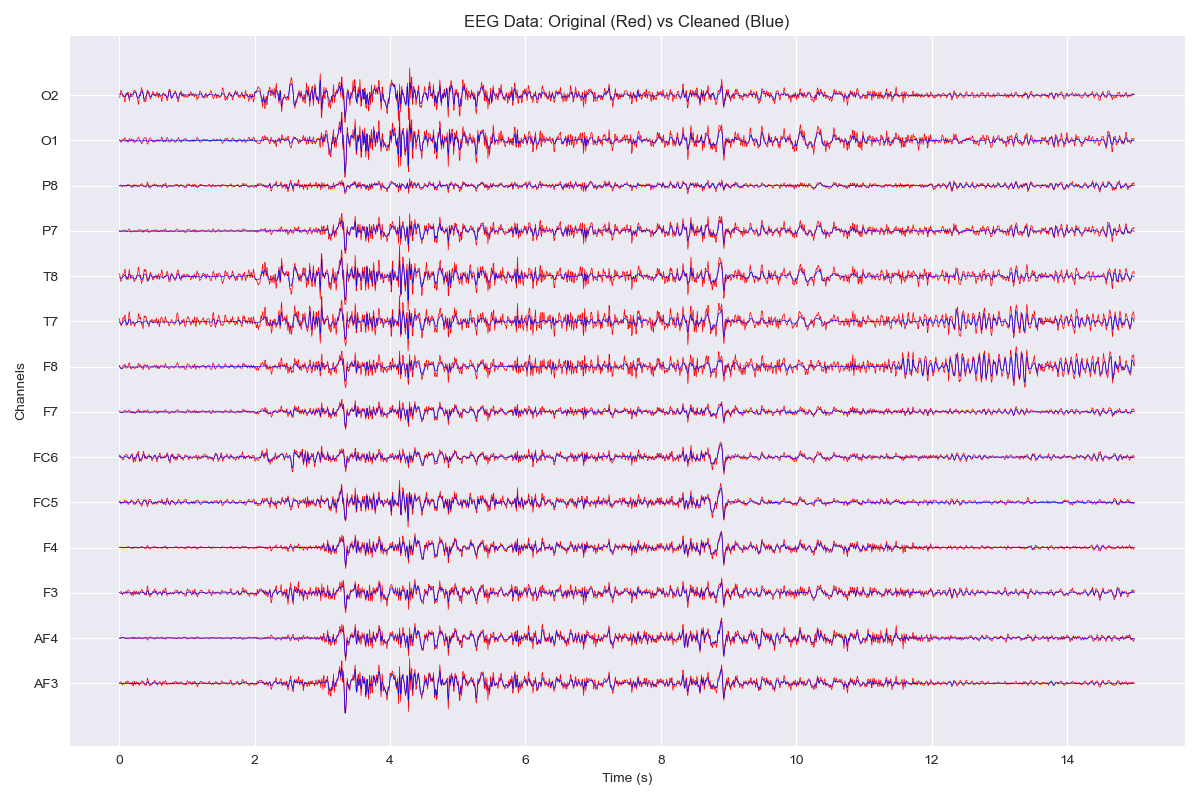 EEG Data: Original (Red) vs Cleaned (Blue)
O2
O1
P8
P7
T8
T7
F8
F7
FC6
FC5
F4
F3
AF4
AF3
Channels
0 2 4 6 8 10 12 14
Time (s)